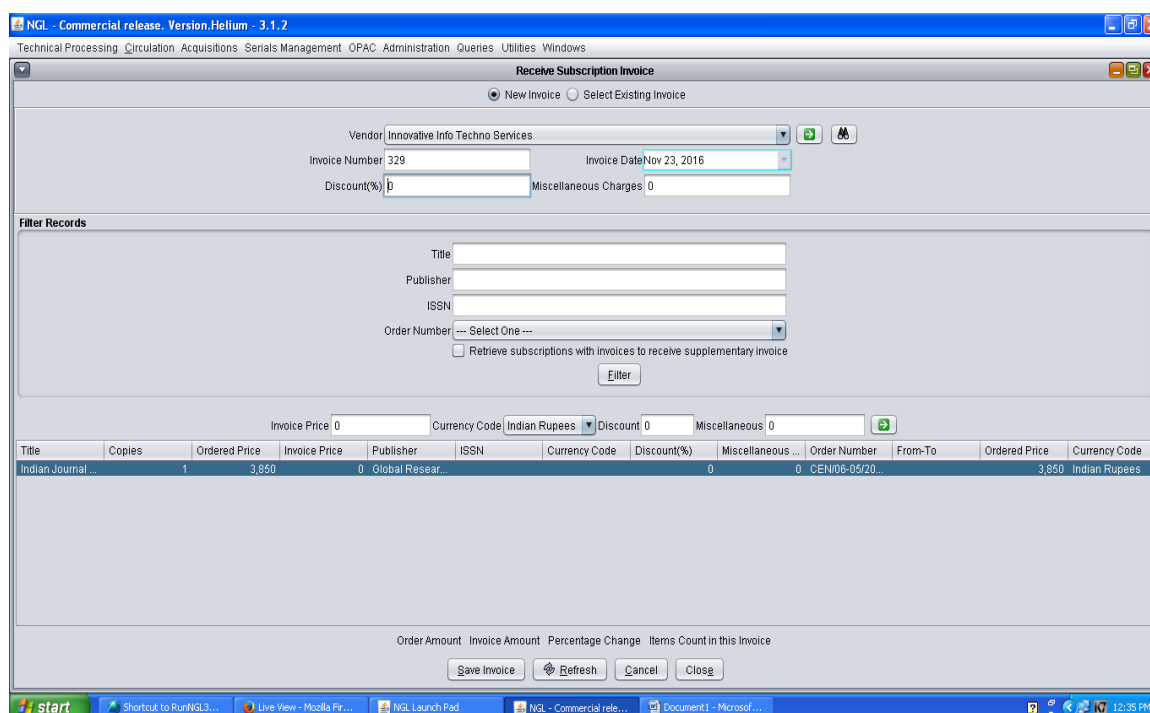 NGL - Commercial release. Version.Helium - 3.1.2
Technical Processing Circulation Acquisitions Serials Management OPAC Administration Queries Utilities Windows
Receive Subscription Invoice
New Invoice Select Existing Invoice
Vendor Innovative Info Techno Services
Invoice Number 329 Invoice Date Nov 23, 2016
Discount(%) 0 Miscellaneous Charges 0
Filter Records
Title
Publisher
ISSN
Order Number --- Select One ---
Retrieve subscriptions with invoices to receive supplementary invoice
Filter
Invoice Price 0 Currency Code Indian Rupees Discount 0 Miscellaneous 0
Title Copies Ordered Price Invoice Price Publisher ISSN Currency Code Discount(%) Miscellaneous ... Order Number From-To Ordered Price Currency Code
Indian Journal ... 1 3,850 0 Global Resear... 0 0 CEN/06-05/20... 3,850 Indian Rupees
Order Amount Invoice Amount Percentage Change Items Count in this Invoice
Save Invoice Refresh Cancel Close
start Shortcut to RunNGL3... Live View - Mozilla Fir... NGL Launch Pad NGL - Commercial rele... Document1 - Microsof... 12:35 PM